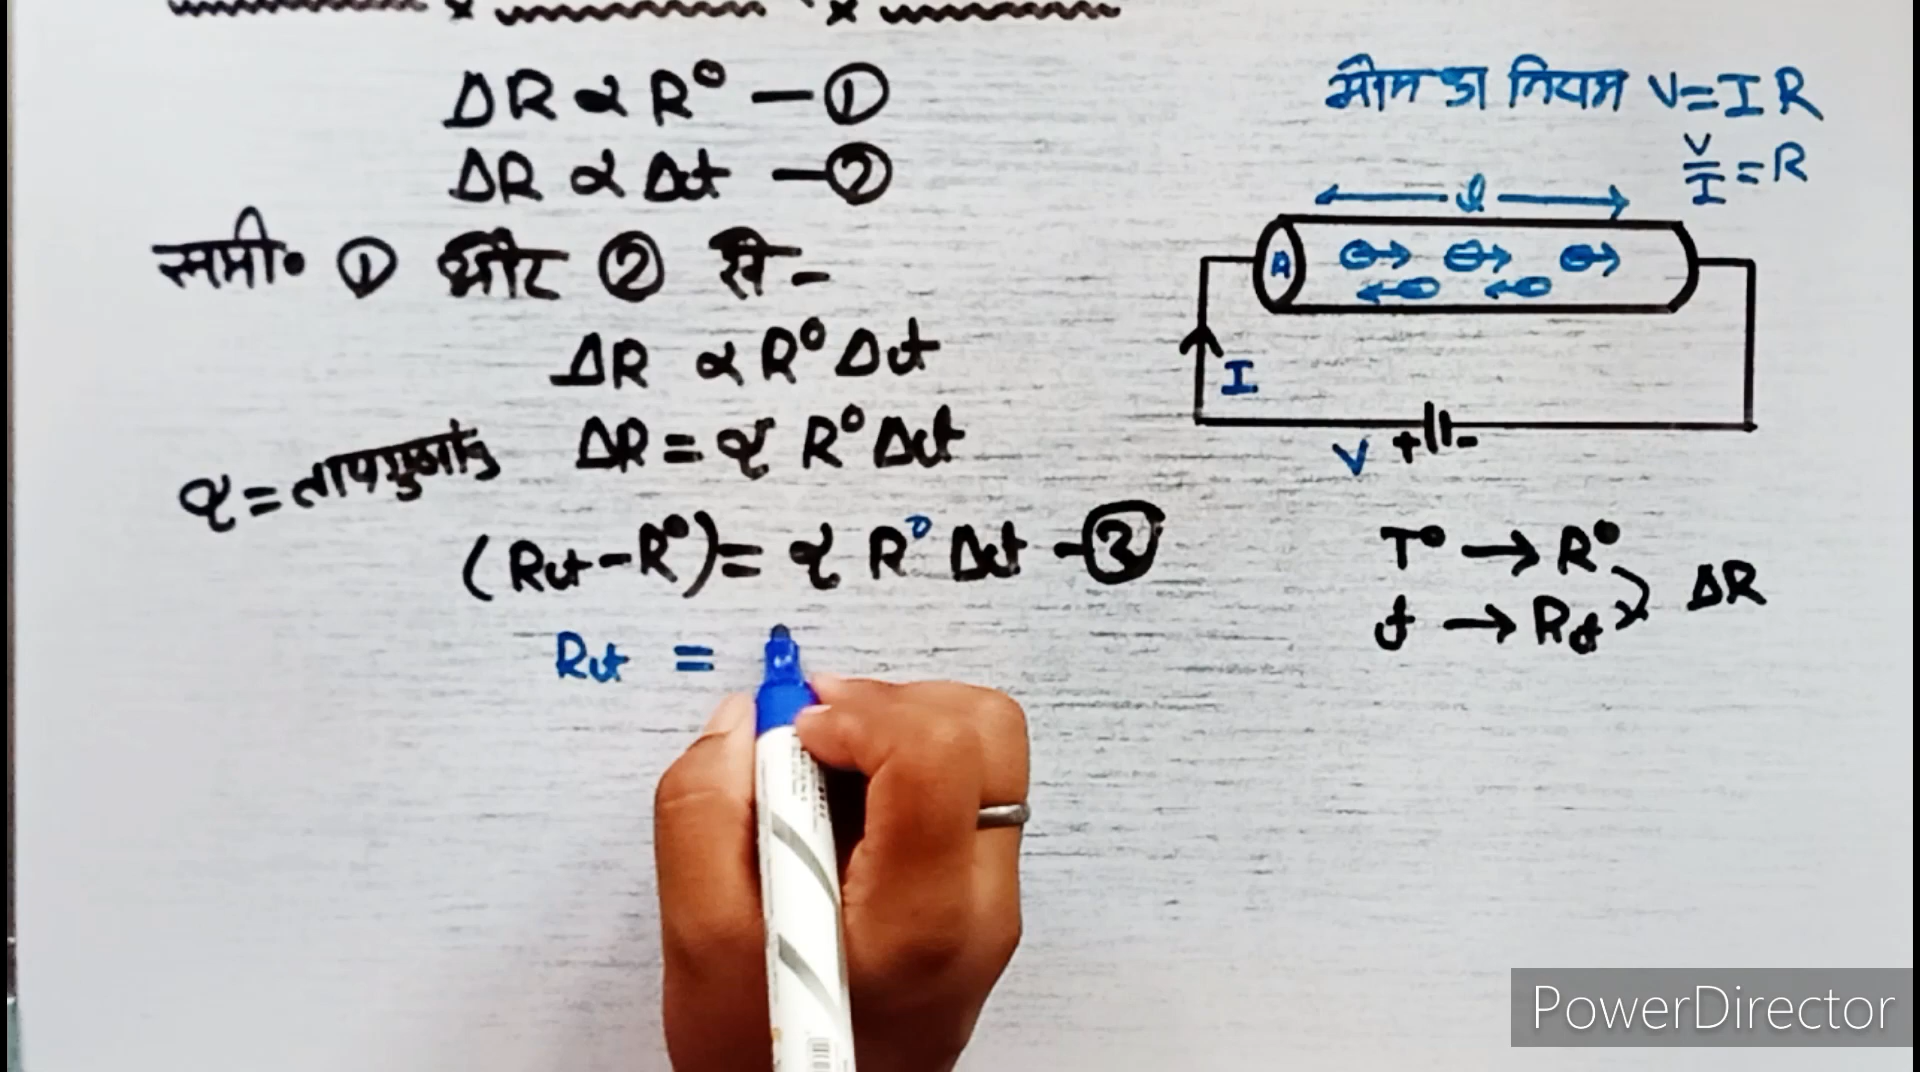 ΔR α R° — ①
ΔR α Δt — ②
समी॰ ① और ② से -
ΔR α R° Δt
ΔR = α R° Δt
α = तापगुणांक
(Rt - R°) = α R° Δt - ③
Rt =
ओम का नियम V = I R
V/I = R
l
A
I
V + -
T° → R°
t → Rt
ΔR
PowerDirector